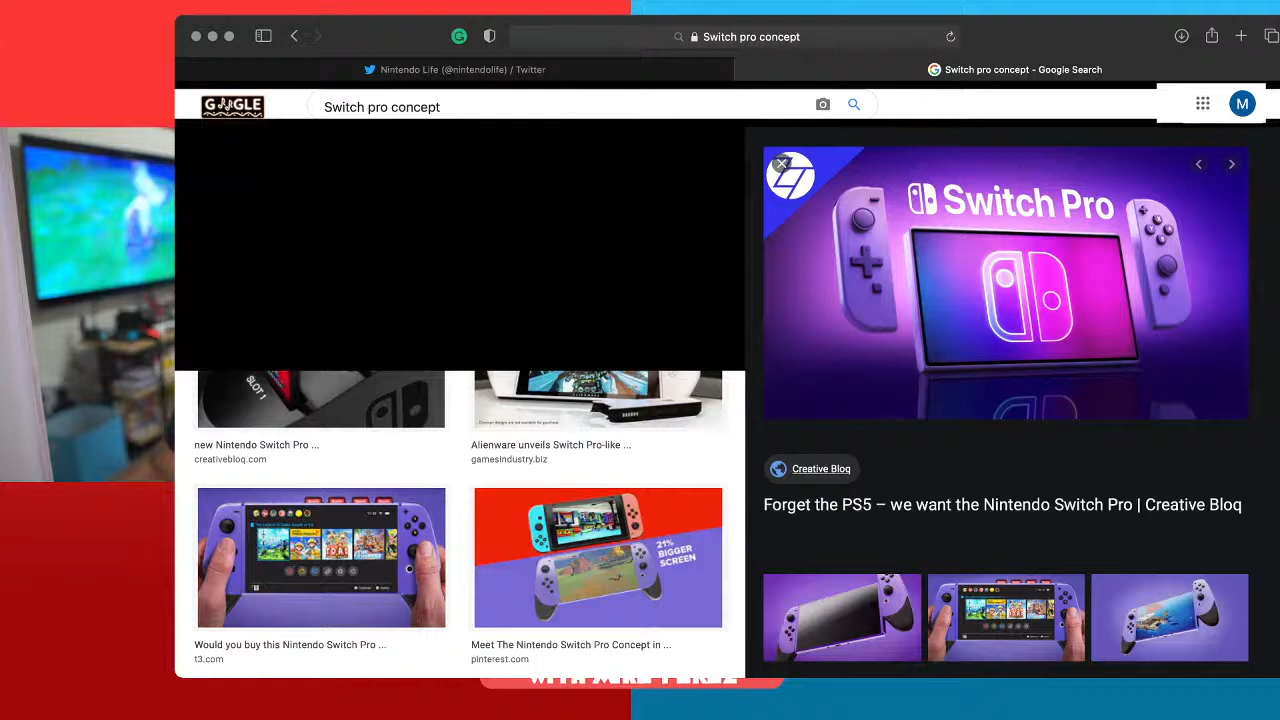 Switch pro concept
Nintendo Life (@nintendolife) / Twitter
Switch pro concept - Google Search
GOOGLE
Switch pro concept
M
Switch Pro
SLOT 1
new Nintendo Switch Pro ...
creativebloq.com
Alienware unveils Switch Pro-like ...
gamesindustry.biz
Creative Bloq
Forget the PS5 – we want the Nintendo Switch Pro | Creative Bloq
21%
BIGGER
SCREEN
Would you buy this Nintendo Switch Pro ...
t3.com
Meet The Nintendo Switch Pro Concept in ...
pinterest.com